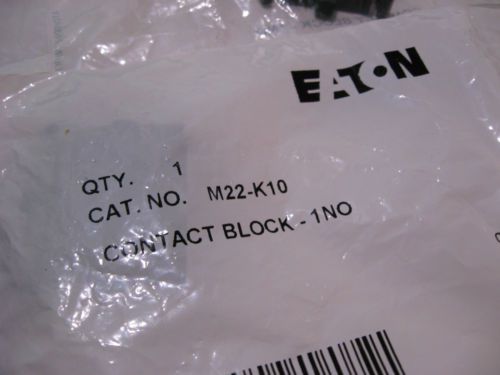 EATON
QTY. 1
CAT. NO. M22-K10
CONTACT BLOCK - 1NO